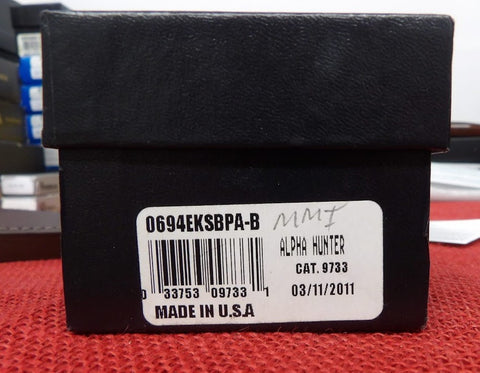 0694EKSBPA-B MMI
ALPHA HUNTER
CAT. 9733
0 33753 09733 1
03/11/2011
MADE IN U.S.A